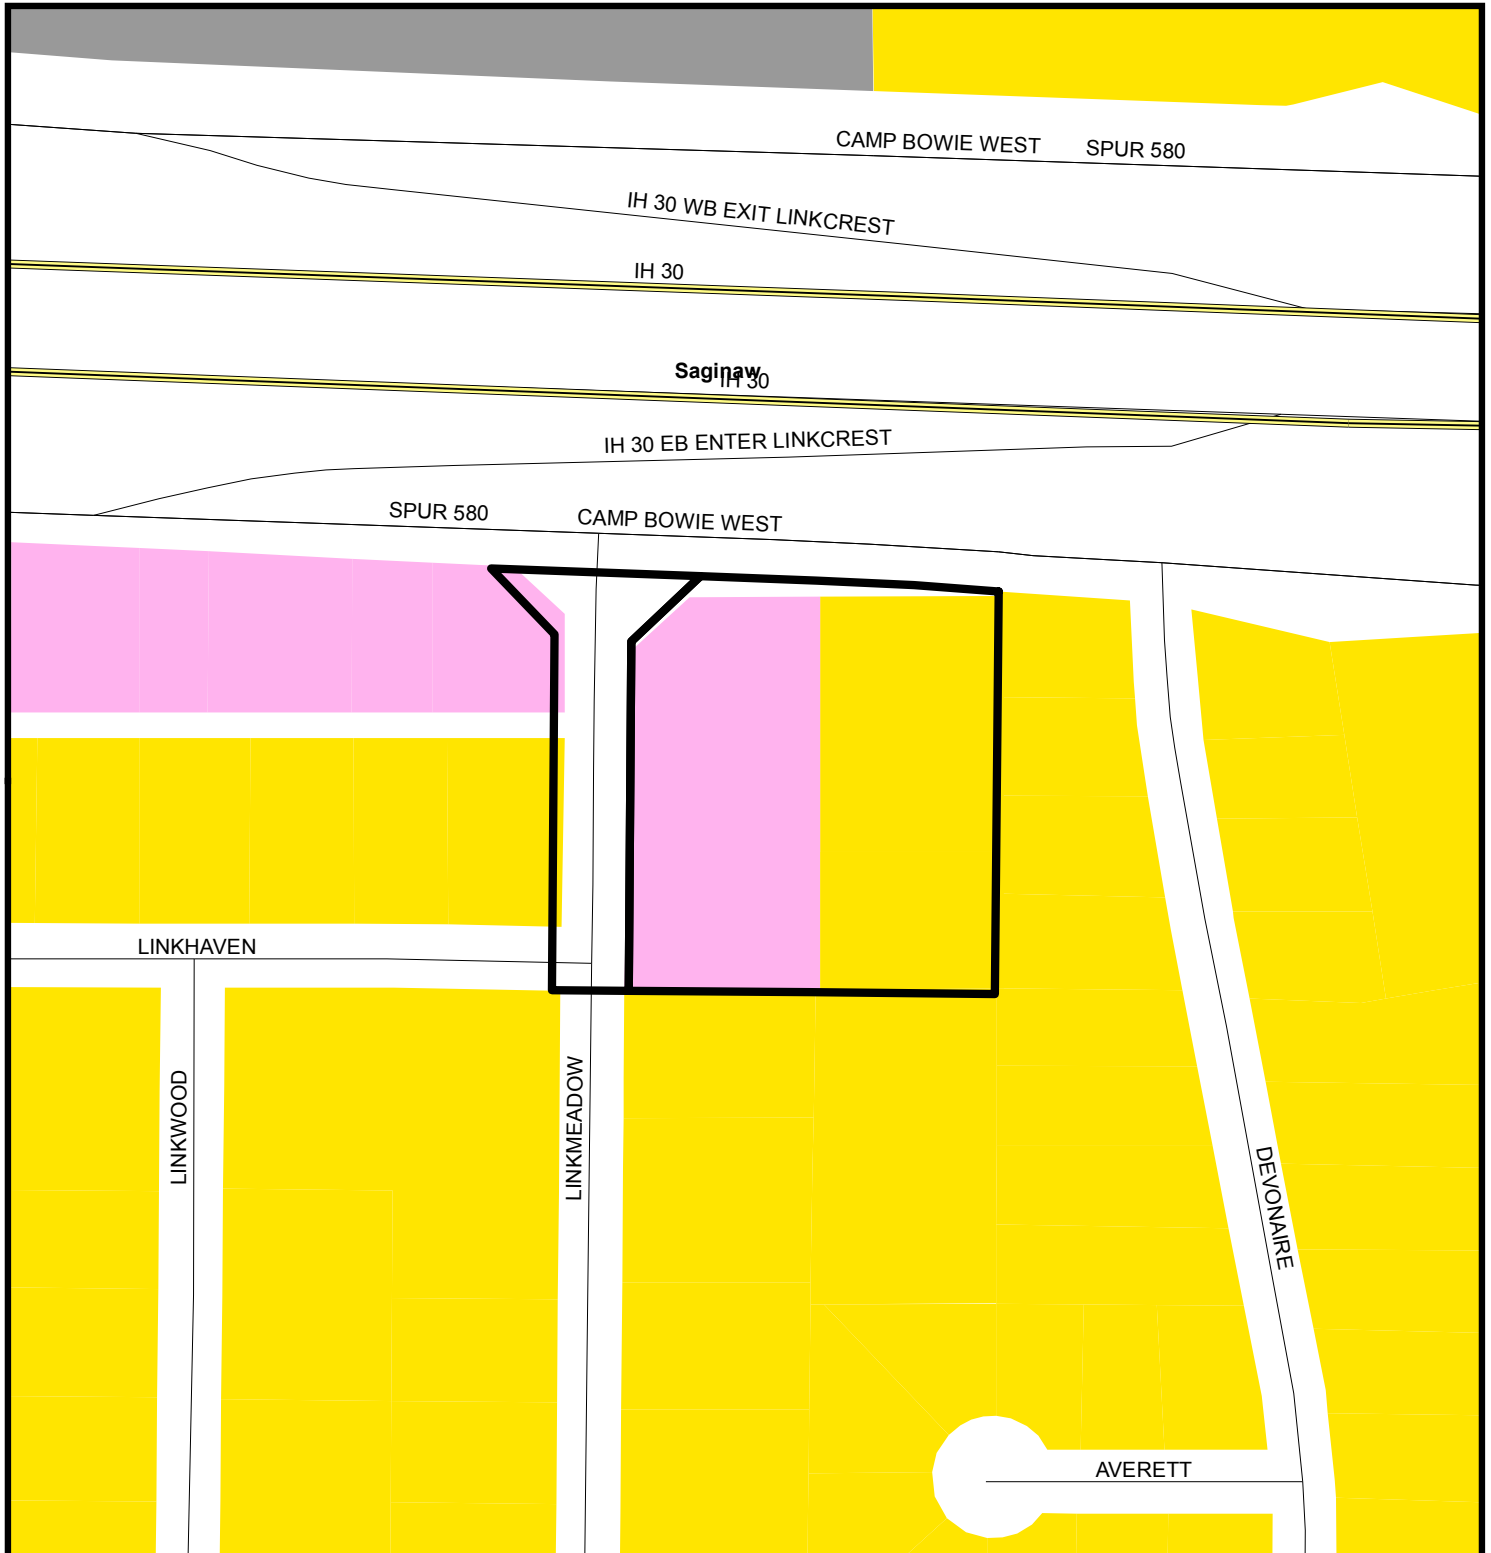 CAMP BOWIE WEST SPUR 580
IH 30 WB EXIT LINKCREST
IH 30
Saginaw
IH 30
IH 30 EB ENTER LINKCREST
SPUR 580 CAMP BOWIE WEST
LINKHAVEN
LINKWOOD
LINKMEADOW
DEVONAIRE
AVERETT